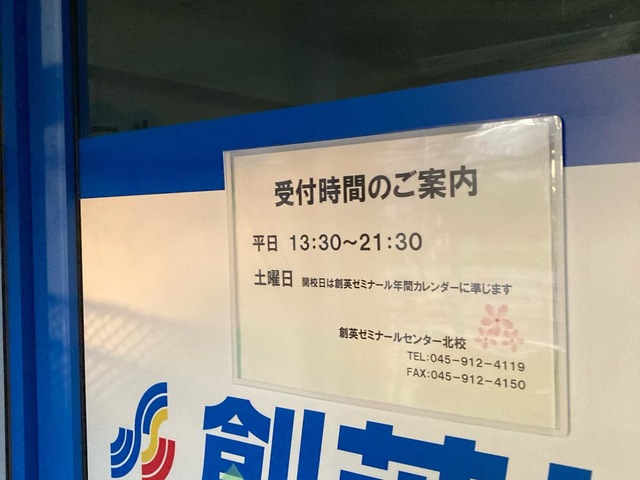 受付時間のご案内
平日 13:30～21:30
土曜日 開校日は創英ゼミナール年間カレンダーに準じます
創英ゼミナールセンター北校
TEL:045-912-4119
FAX:045-912-4150
創英